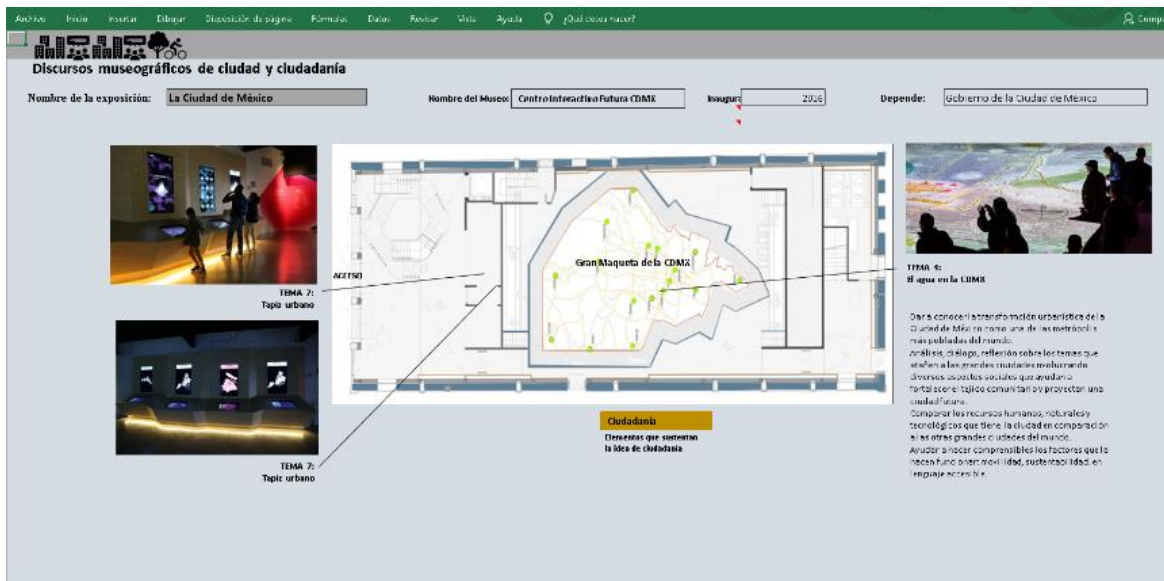 Archivo Inicio Insertar Dibujar Disposición de página Fórmulas Datos Revisar Vista Ayuda ¿Qué desea hacer? Compa
Discursos museográficos de ciudad y ciudadanía
Nombre de la exposición: La Ciudad de México Nombre del Museo: Centro Interactivo Futura CDMX Inaugura 2016 Depende: Gobierno de la Ciudad de México
ACCESO
Gran Maqueta de la CDMX
TEMA 7:
Tapiz urbano
TEMA 4:
El agua en la CDMX
TEMA 7:
Tapiz urbano
Ciudadanía
Elementos que sustentan
la idea de ciudadanía
Dar a conocer la transformción urbanística de la
Ciudad de México como una de las metrópolis
más pobladas del mundo.
Análisis, diálogo, reflexión sobre los temas que
atañen a las grandes ciudades involucrando
diversos aspectos sociales que ayudan a
fortalecer el tejido comunitario y proyectan una
ciudad futura.
Comparar los recursos humanos, naturales y
tecnológicos que tiene la ciudad en comparación
a las otras grandes ciudades del mundo.
Ayudar a hacer comprensibles los factores que la
hacen funcionar: movilidad, sustentabilidad, en
lenguaje accesible.